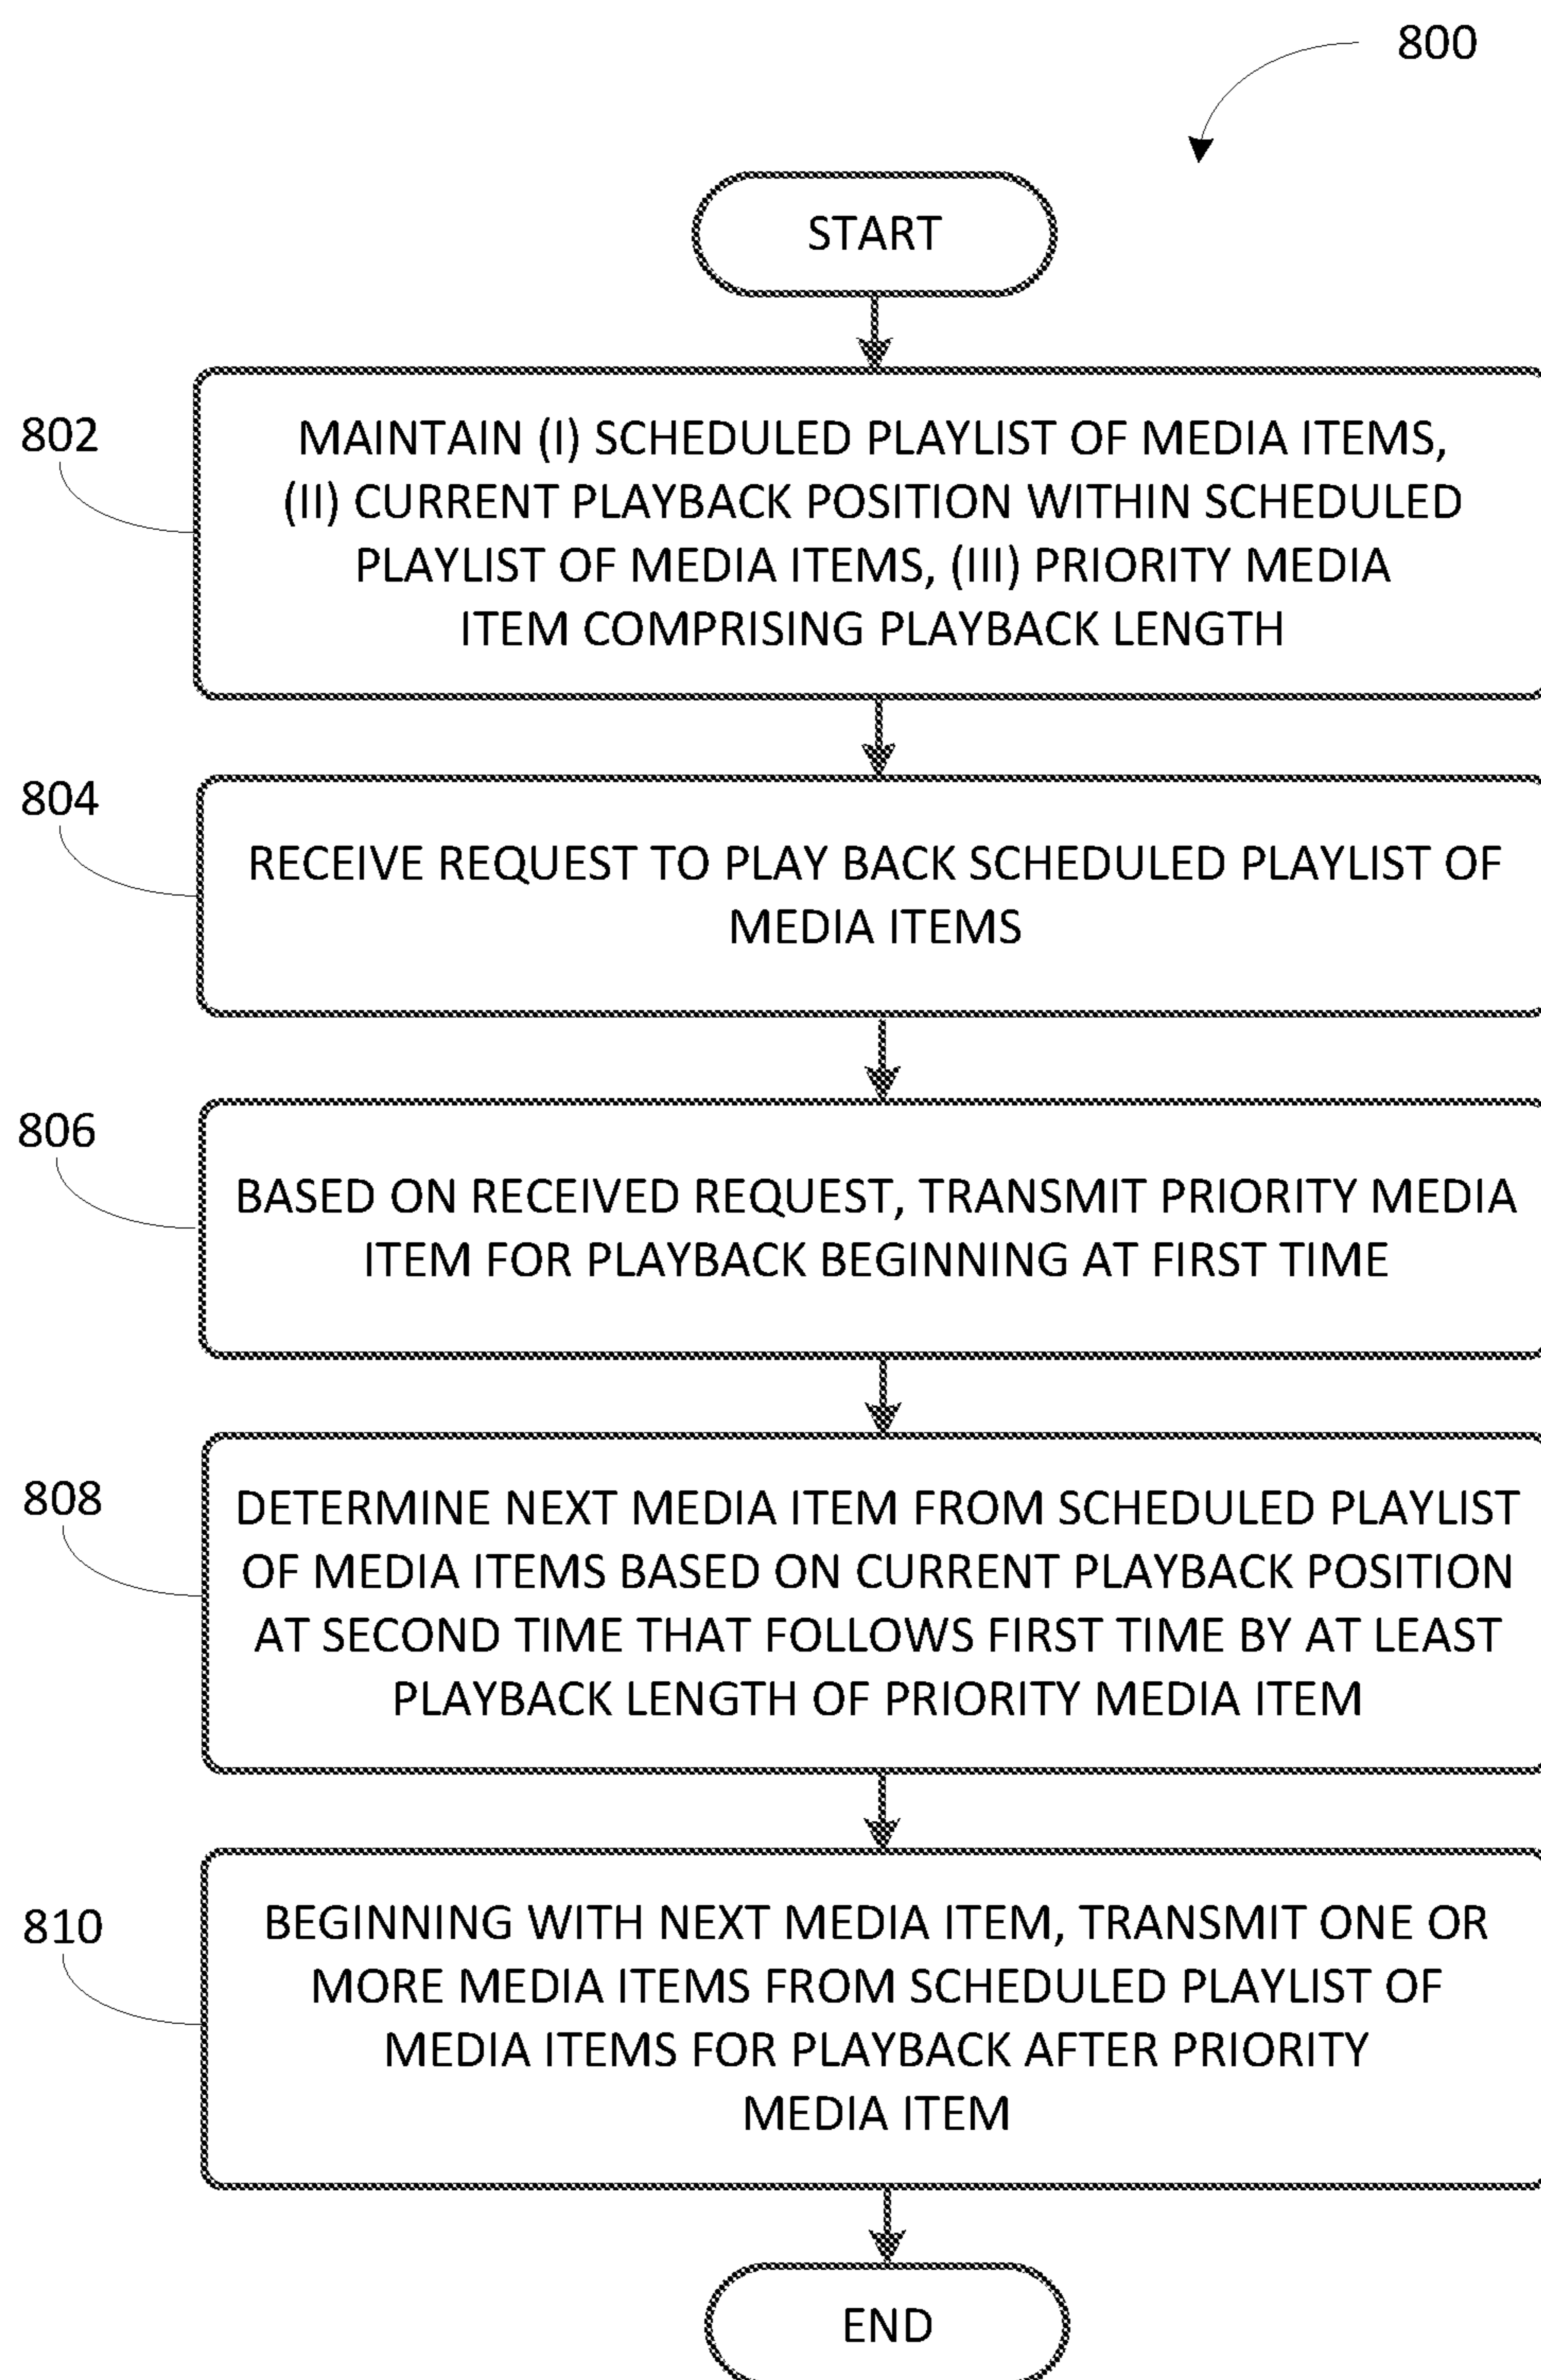 800
START
802
MAINTAIN (I) SCHEDULED PLAYLIST OF MEDIA ITEMS,
(II) CURRENT PLAYBACK POSITION WITHIN SCHEDULED
PLAYLIST OF MEDIA ITEMS, (III) PRIORITY MEDIA
ITEM COMPRISING PLAYBACK LENGTH
804
RECEIVE REQUEST TO PLAY BACK SCHEDULED PLAYLIST OF
MEDIA ITEMS
806
BASED ON RECEIVED REQUEST, TRANSMIT PRIORITY MEDIA
ITEM FOR PLAYBACK BEGINNING AT FIRST TIME
808
DETERMINE NEXT MEDIA ITEM FROM SCHEDULED PLAYLIST
OF MEDIA ITEMS BASED ON CURRENT PLAYBACK POSITION
AT SECOND TIME THAT FOLLOWS FIRST TIME BY AT LEAST
PLAYBACK LENGTH OF PRIORITY MEDIA ITEM
810
BEGINNING WITH NEXT MEDIA ITEM, TRANSMIT ONE OR
MORE MEDIA ITEMS FROM SCHEDULED PLAYLIST OF
MEDIA ITEMS FOR PLAYBACK AFTER PRIORITY
MEDIA ITEM
END